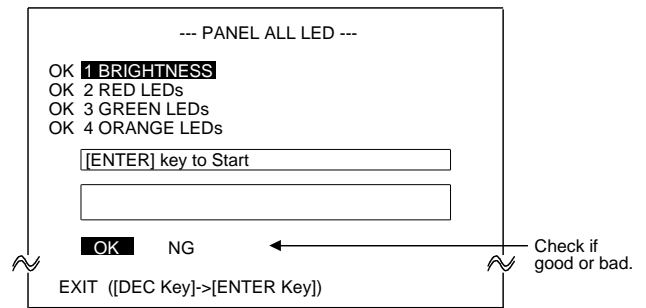 --- PANEL ALL LED ---
OK 1 BRIGHTNESS
OK 2 RED LEDs
OK 3 GREEN LEDs
OK 4 ORANGE LEDs
[ENTER] key to Start
OK NG
Check if
good or bad.
EXIT ([DEC Key]->[ENTER Key])